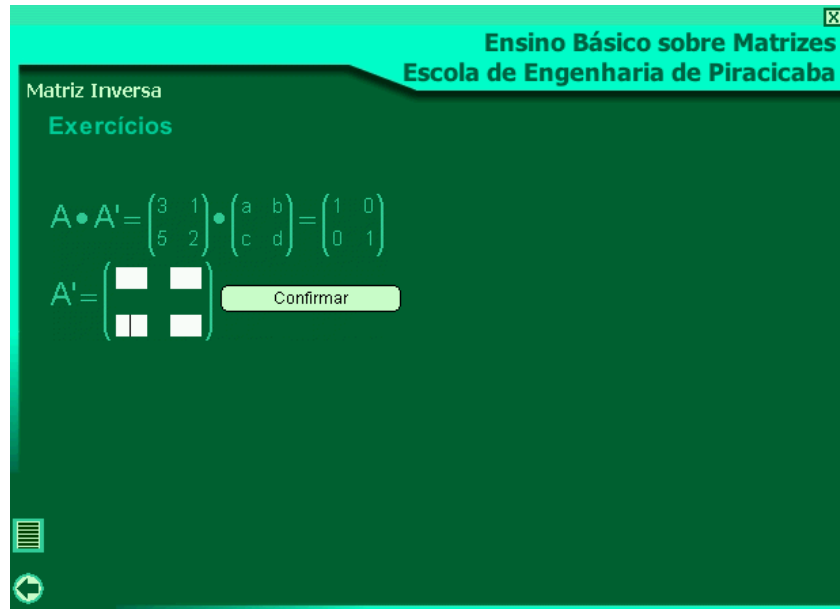 X
Ensino Básico sobre Matrizes
Escola de Engenharia de Piracicaba
Matriz Inversa
Exercícios
A • A' = (3 1 5 2) • (a b c d) = (1 0 0 1)
A' = ( )
Confirmar